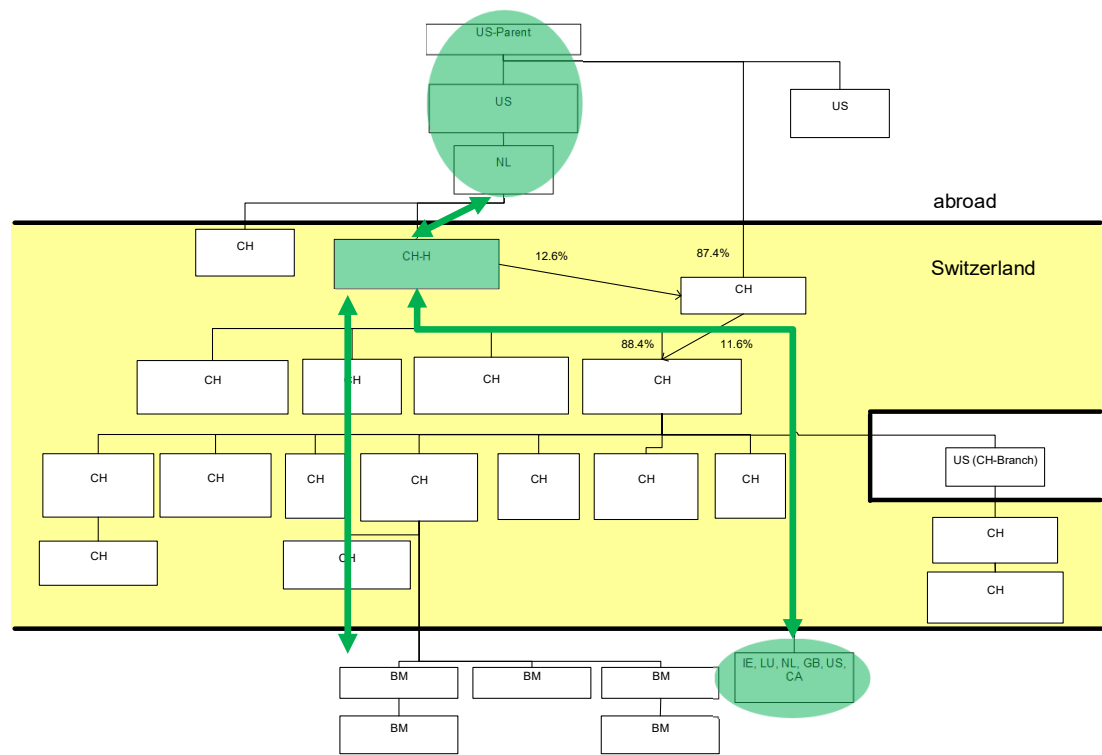 US-Parent
US
US
NL
abroad
CH
CH-H
12.6%
87.4%
Switzerland
CH
88.4%
11.6%
CH
CH
CH
CH
CH
CH
CH
CH
CH
CH
CH
US (CH-Branch)
CH
CH
CH
CH
IE, LU, NL, GB, US,
CA
BM
BM
BM
BM
BM